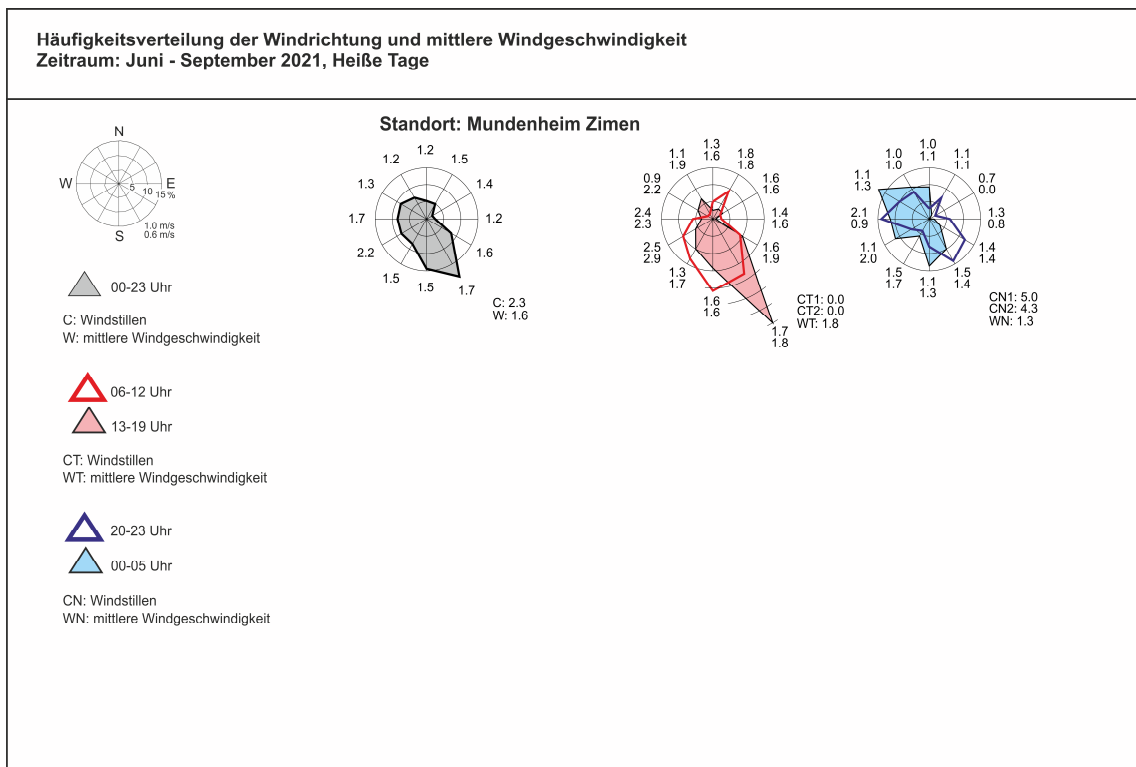 Häufigkeitsverteilung der Windrichtung und mittlere Windgeschwindigkeit
Zeitraum: Juni - September 2021, Heiße Tage
Standort: Mundenheim Zimen
N
W
E
S
5 10 15 %
1.0 m/s
0.6 m/s
00-23 Uhr
C: Windstillen
W: mittlere Windgeschwindigkeit
06-12 Uhr
13-19 Uhr
CT: Windstillen
WT: mittlere Windgeschwindigkeit
20-23 Uhr
00-05 Uhr
CN: Windstillen
WN: mittlere Windgeschwindigkeit
1.2
1.5
1.4
1.2
1.6
1.7
1.5
1.5
2.2
1.7
1.3
1.2
C: 2.3
W: 1.6
1.3
1.6
1.8
1.8
1.6
1.6
1.4
1.6
1.6
1.9
1.7
1.8
1.6
1.6
1.3
1.7
2.5
2.9
2.4
2.3
0.9
2.2
1.1
1.9
CT1: 0.0
CT2: 0.0
WT: 1.8
1.0
1.1
1.1
1.1
0.7
0.0
1.3
0.8
1.4
1.4
1.5
1.4
1.1
1.3
1.5
1.7
1.1
2.0
2.1
0.9
1.1
1.3
1.0
1.0
CN1: 5.0
CN2: 4.3
WN: 1.3